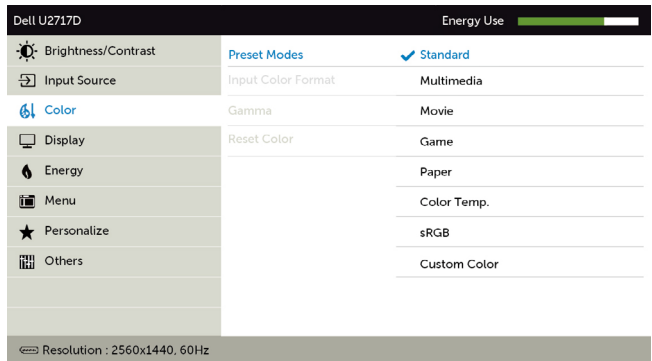 Dell U2717D
Energy Use
Brightness/Contrast
Input Source
Color
Display
Energy
Menu
Personalize
Others
Preset Modes
Input Color Format
Gamma
Reset Color
Standard
Multimedia
Movie
Game
Paper
Color Temp.
sRGB
Custom Color
Resolution : 2560x1440, 60Hz